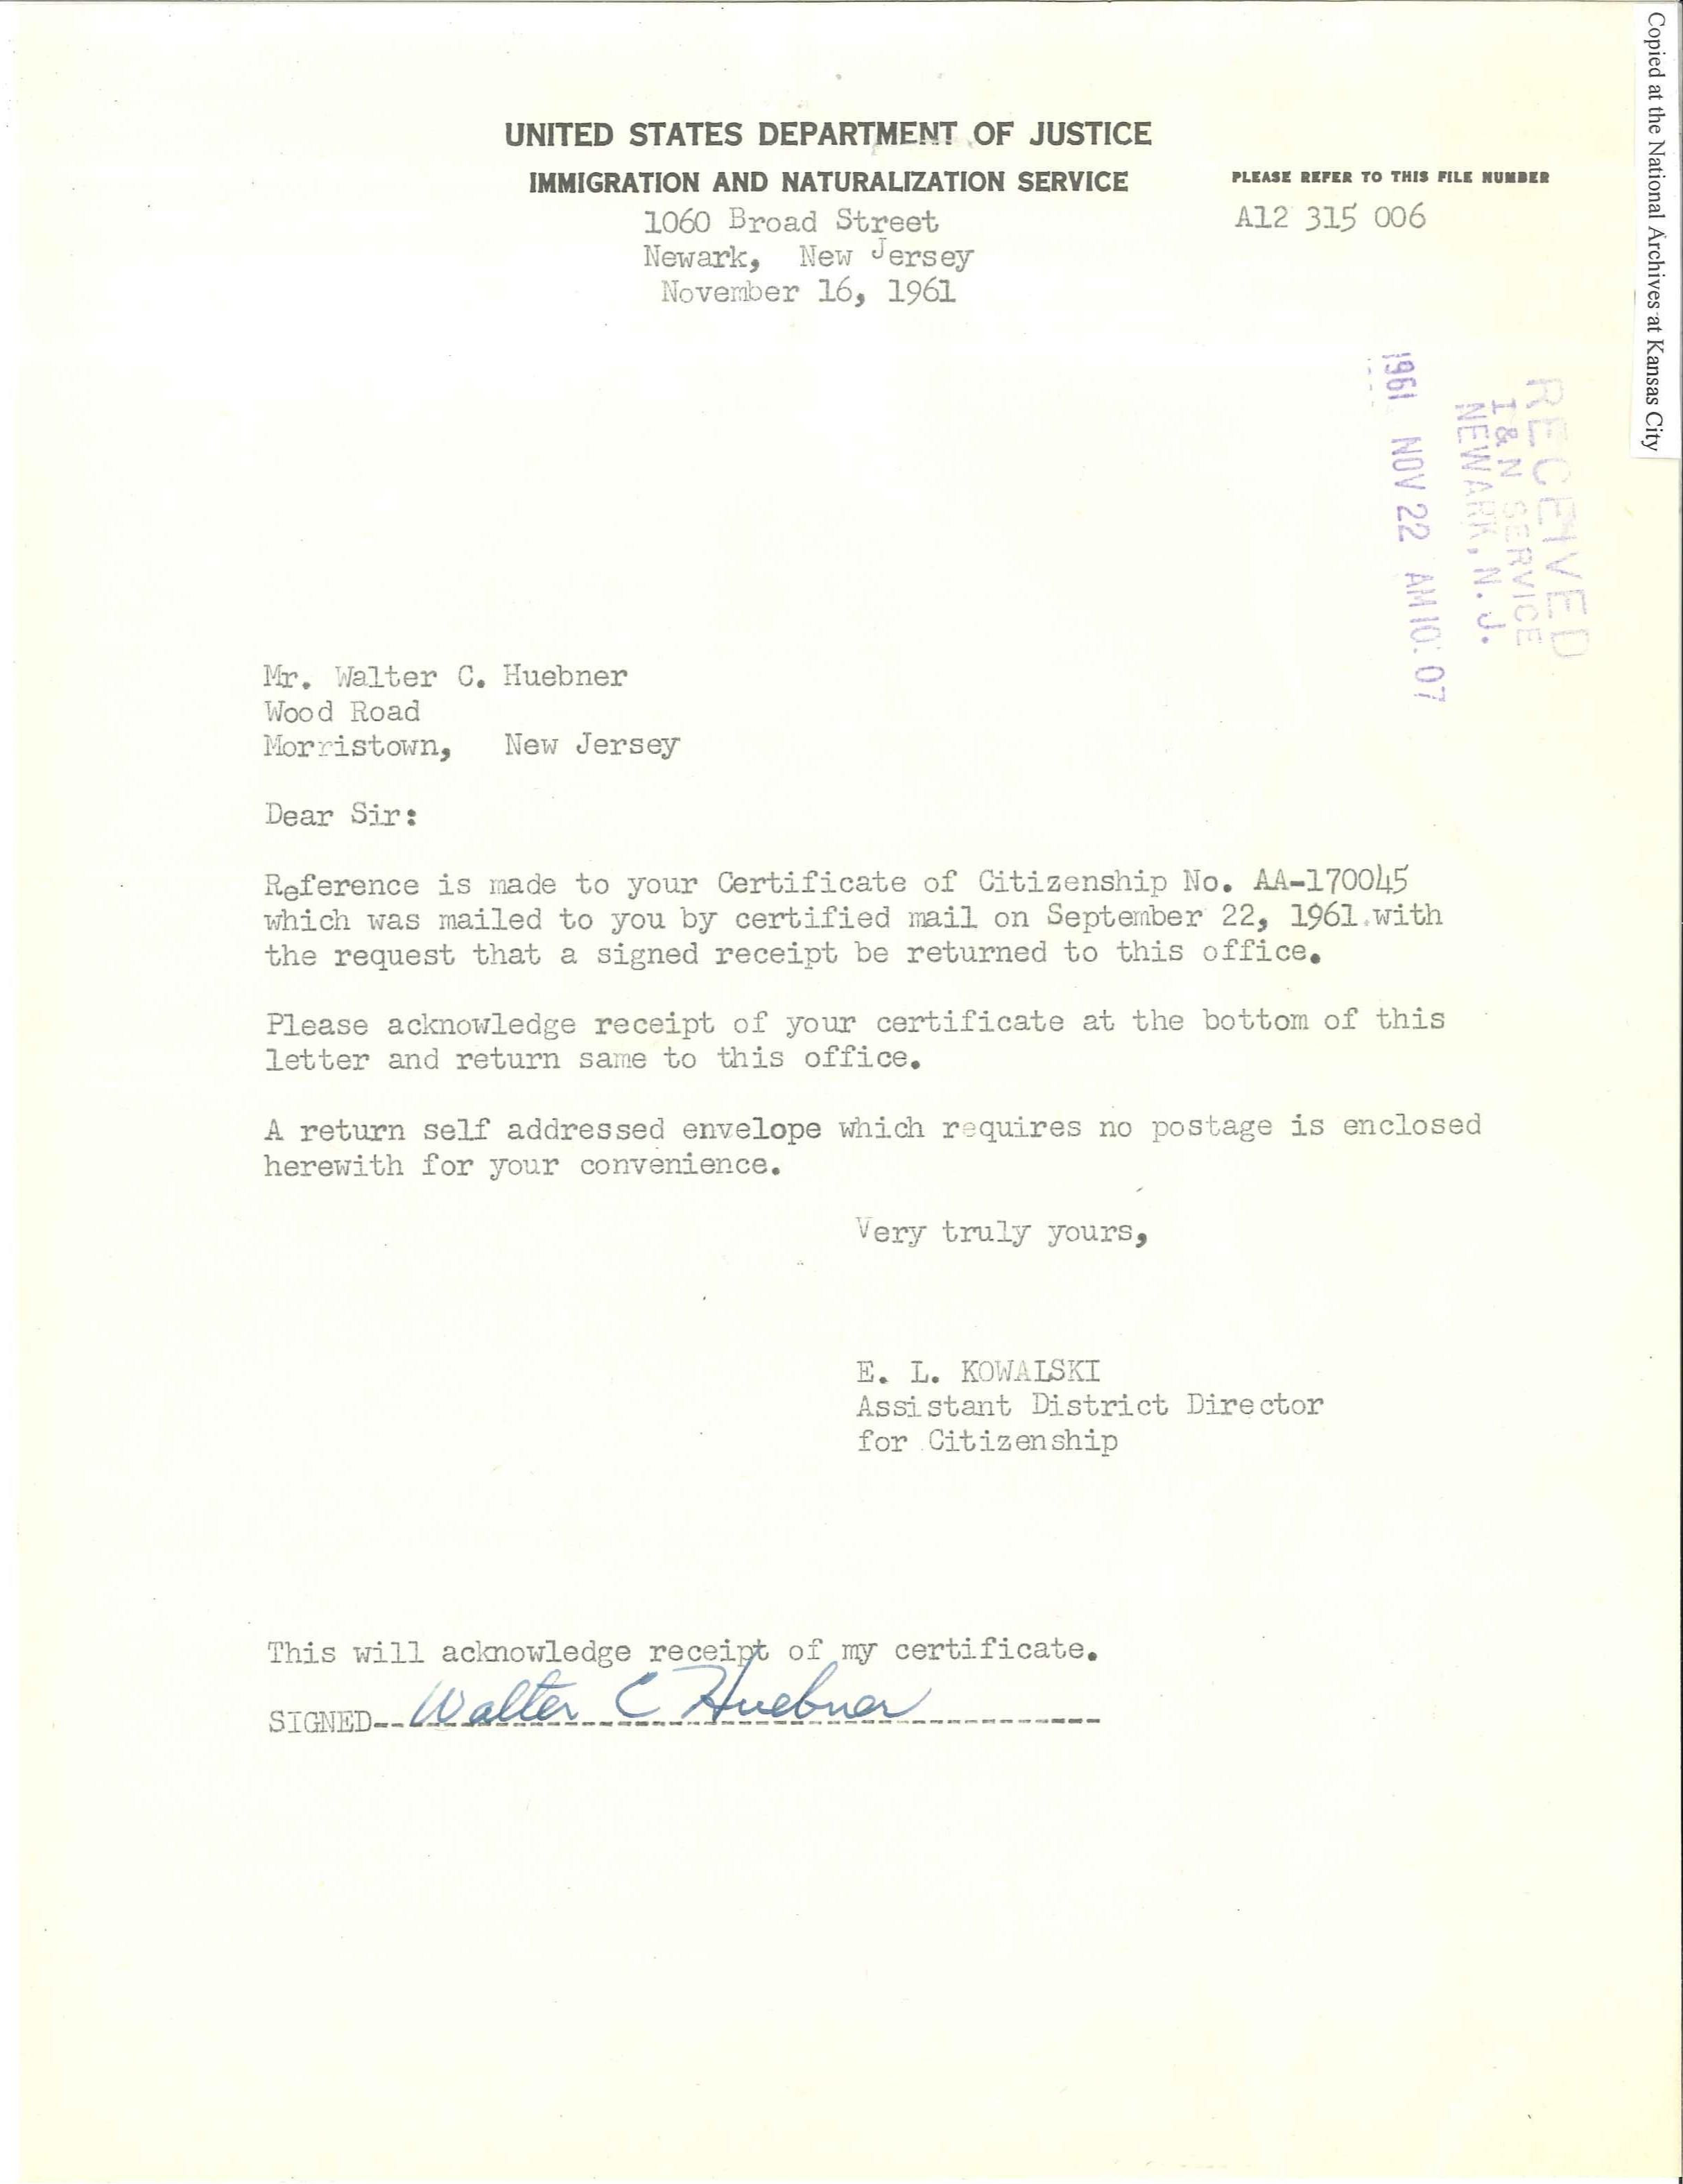 Copied at the National Archives at Kansas City
UNITED STATES DEPARTMENT OF JUSTICE
IMMIGRATION AND NATURALIZATION SERVICE
PLEASE REFER TO THIS FILE NUMBER
1060 Broad Street
A12 315 006
Newark, New Jersey
November 16, 1961
RECEIVED
I & N SERVICE
NEWARK, N. J.
1961 NOV 22 AM 10:07
Mr. Walter C. Huebner
Wood Road
Morristown, New Jersey
Dear Sir:
Reference is made to your Certificate of Citizenship No. AA-170045
which was mailed to you by certified mail on September 22, 1961.with
the request that a signed receipt be returned to this office.
Please acknowledge receipt of your certificate at the bottom of this
letter and return same to this office.
A return self addressed envelope which requires no postage is enclosed
herewith for your convenience.
Very truly yours,
E. L. KOWALSKI
Assistant District Director
for Citizenship
This will acknowledge receipt of my certificate.
SIGNED-- Walter C Huebner